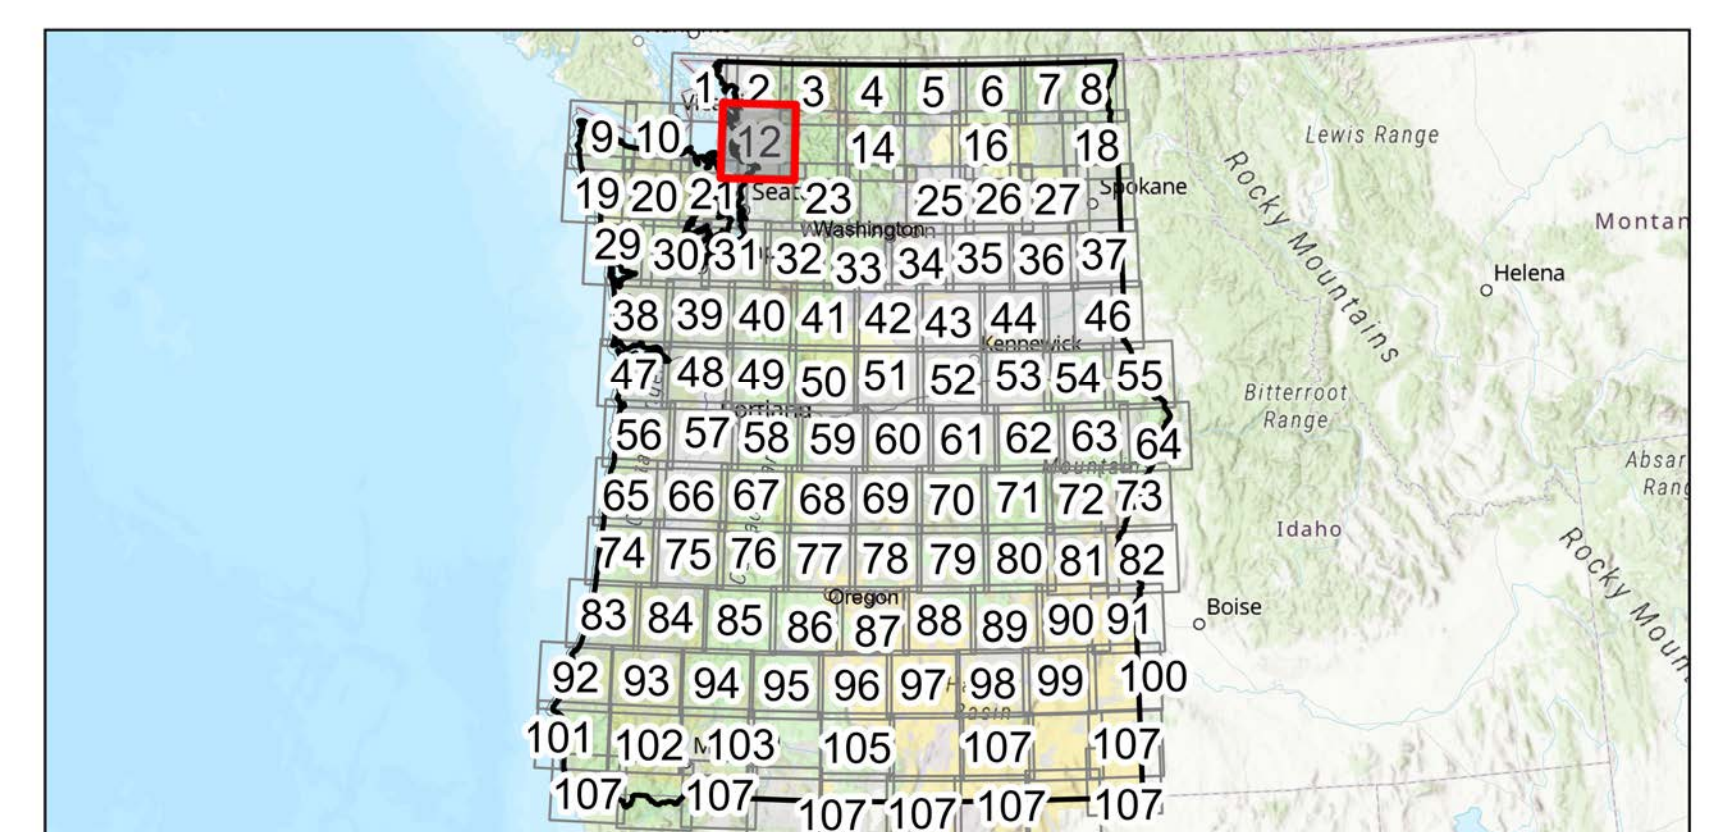 1 2 3 4 5 6 7 8
9 10 12 14 16 18
Lewis Range
19 20 21 23 25 26 27
Spokane
Rocky Mountains
Washington
29 30 31 32 33 34 35 36 37
Helena
38 39 40 41 42 43 44 46
Kennewick
47 48 49 50 51 52 53 54 55
Bitterroot
Range
Portland
56 57 58 59 60 61 62 63 64
Mountain
65 66 67 68 69 70 71 72 73
Idaho
74 75 76 77 78 79 80 81 82
Oregon
Boise
83 84 85 86 87 88 89 90 91
92 93 94 95 96 97 98 99 100
Basin
101 102 103 105 107 107
107 107 107 107 107 107